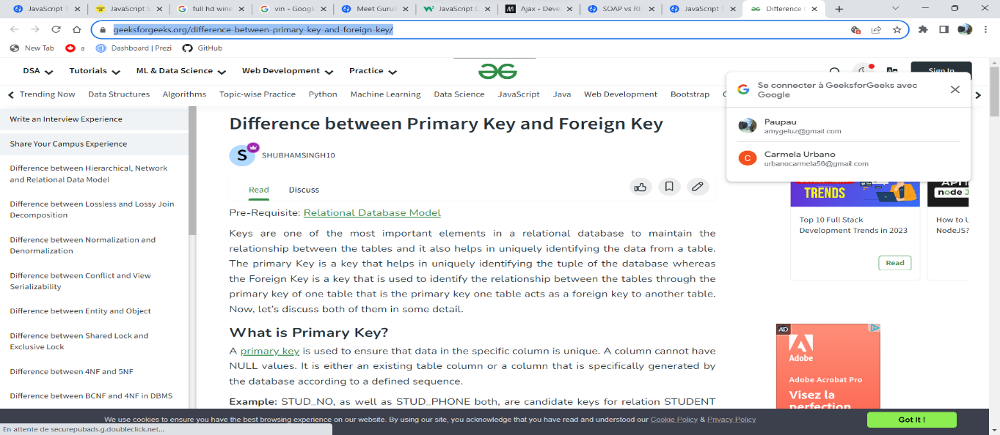 JavaScript T
JavaScript S
full hd wine
vin - Googl
Meet Guru
JavaScript D
Ajax - Deve
SOAP vs RE
JavaScript T
Difference
geeksforgeeks.org/difference-between-primary-key-and-foreign-key/
New Tab
a
Dashboard | Prezi
GitHub
DSA
Tutorials
ML & Data Science
Web Development
Practice
Sign In
Trending Now
Data Structures
Algorithms
Topic-wise Practice
Python
Machine Learning
Data Science
JavaScript
Java
Web Development
Bootstrap
Se connecter à GeeksforGeeks avec
Google
Paupau
amygeluz@gmail.com
Carmela Urbano
urbanocarmela56@gmail.com
Write an Interview Experience
Share Your Campus Experience
Difference between Hierarchical, Network
and Relational Data Model
Difference between Lossless and Lossy Join
Decomposition
Difference between Normalization and
Denormalization
Difference between Conflict and View
Serializability
Difference between Entity and Object
Difference between Shared Lock and
Exclusive Lock
Difference between 4NF and 5NF
Difference between BCNF and 4NF in DBMS
Difference between Primary Key and Foreign Key
S
SHUBHAMSINGH10
Read
Discuss
Pre-Requisite: Relational Database Model
Keys are one of the most important elements in a relational database to maintain the
relationship between the tables and it also helps in uniquely identifying the data from a table.
The primary Key is a key that helps in uniquely identifying the tuple of the database whereas
the Foreign Key is a key that is used to identify the relationship between the tables through the
primary key of one table that is the primary key one table acts as a foreign key to another table.
Now, let's discuss both of them in some detail.
What is Primary Key?
A primary key is used to ensure that data in the specific column is unique. A column cannot have
NULL values. It is either an existing table column or a column that is specifically generated by
the database according to a defined sequence.
Example: STUD_NO, as well as STUD_PHONE both, are candidate keys for relation STUDENT
TRENDS
Top 10 Full Stack
Development Trends in 2023
Read
node
How to U
NodeJS?
AD
Adobe
Adobe Acrobat Pro
Visez la
perfection
We use cookies to ensure you have the best browsing experience on our website. By using our site, you acknowledge that you have read and understood our Cookie Policy & Privacy Policy
Got It !
En attente de securepubads.g.doubleclick.net...